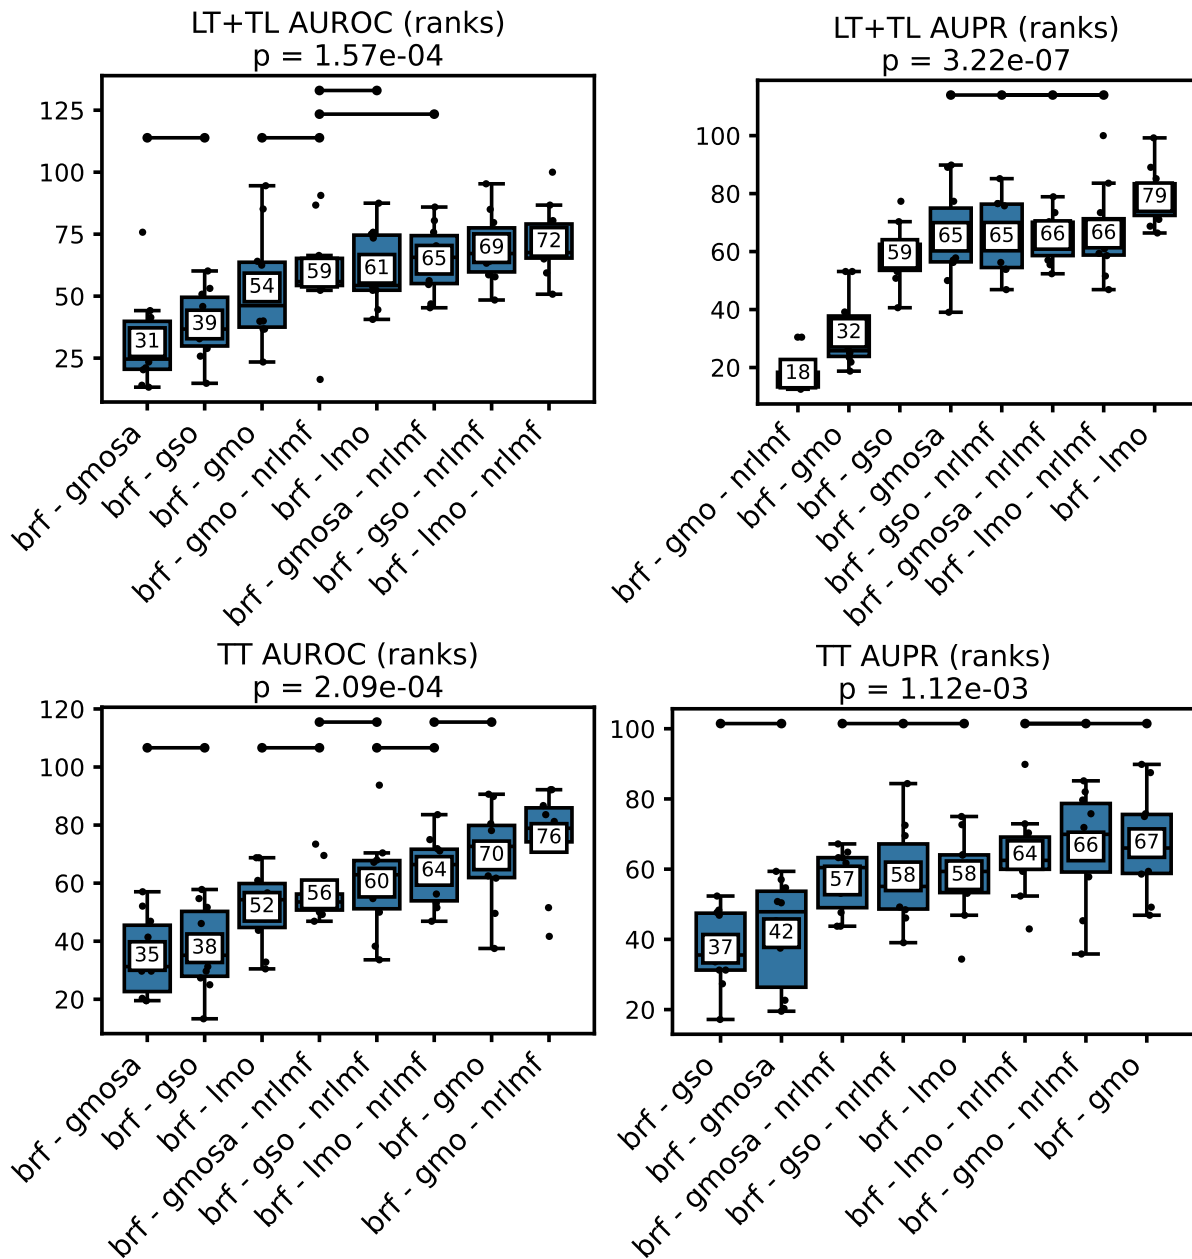 LT+TL AUROC (ranks)
p = 1.57e-04
125
100
75
50
25
31
39
54
59
61
65
69
72
brf - gmosa
brf - gso
brf - gmo
brf - gmo - nrlmf
brf - lmo
brf - gmosa - nrlmf
brf - gso - nrlmf
brf - lmo - nrlmf
LT+TL AUPR (ranks)
p = 3.22e-07
100
80
60
40
20
18
32
59
65
65
66
66
79
brf - gmo - nrlmf
brf - gmo
brf - gso
brf - gmosa
brf - gso - nrlmf
brf - gmosa - nrlmf
brf - lmo - nrlmf
brf - lmo
TT AUROC (ranks)
p = 2.09e-04
120
100
80
60
40
20
35
38
52
56
60
64
70
76
brf - gmosa
brf - gso
brf - lmo
brf - gmosa - nrlmf
brf - gso - nrlmf
brf - lmo - nrlmf
brf - gmo
brf - gmo - nrlmf
TT AUPR (ranks)
p = 1.12e-03
100
80
60
40
20
37
42
57
58
58
64
66
67
brf - gso
brf - gmosa
brf - gmosa - nrlmf
brf - gso - nrlmf
brf - lmo
brf - lmo - nrlmf
brf - gmo - nrlmf
brf - gmo